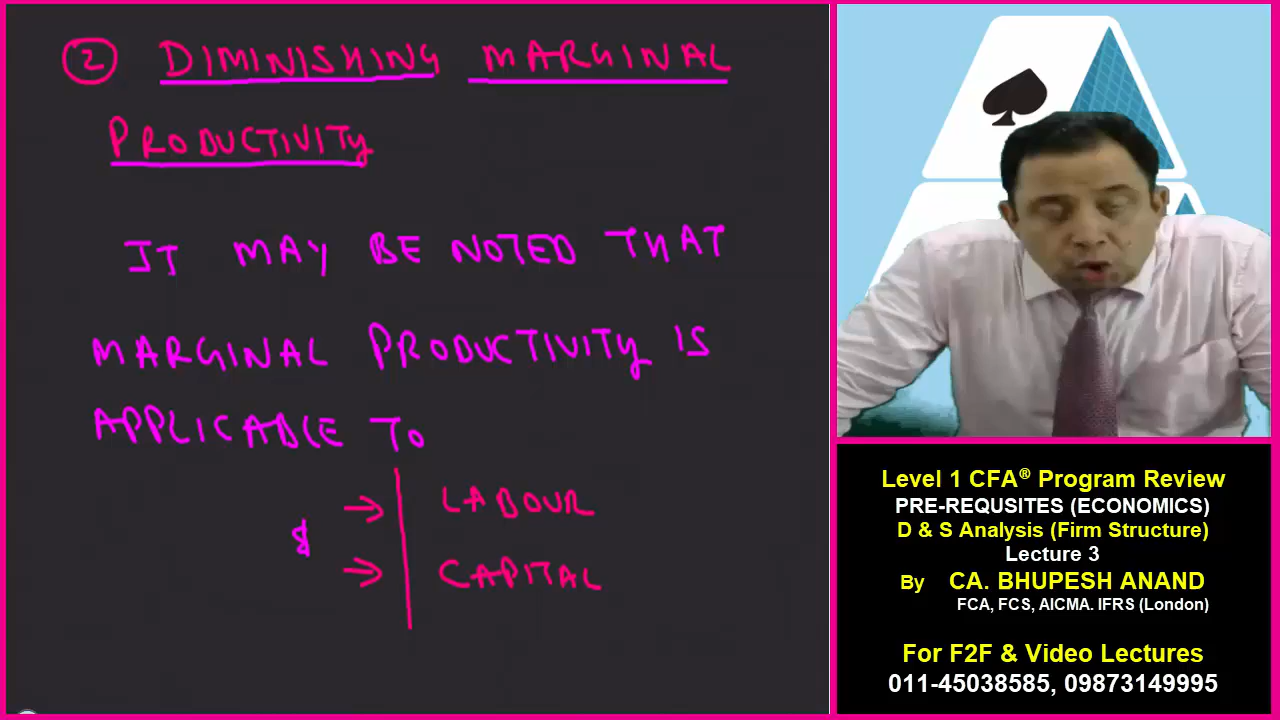 2 DIMINISHING MARGINAL
PRODUCTIVITY
IT MAY BE NOTED THAT
MARGINAL PRODUCTIVITY IS
APPLICABLE TO
→ LABOUR
&
→ CAPITAL
Level 1 CFA® Program Review
PRE-REQUSITES (ECONOMICS)
D & S Analysis (Firm Structure)
Lecture 3
By CA. BHUPESH ANAND
FCA, FCS, AICMA. IFRS (London)
For F2F & Video Lectures
011-45038585, 09873149995